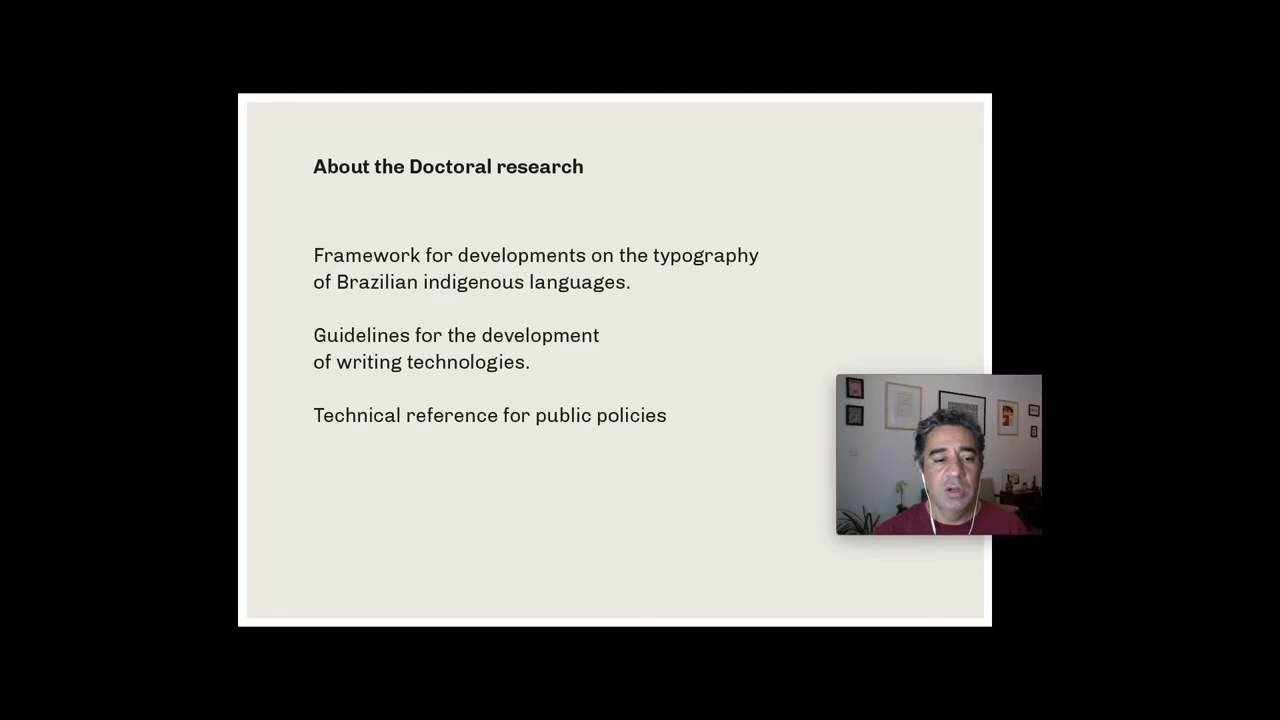 About the Doctoral research
Framework for developments on the typography
of Brazilian indigenous languages.
Guidelines for the development
of writing technologies.
Technical reference for public policies